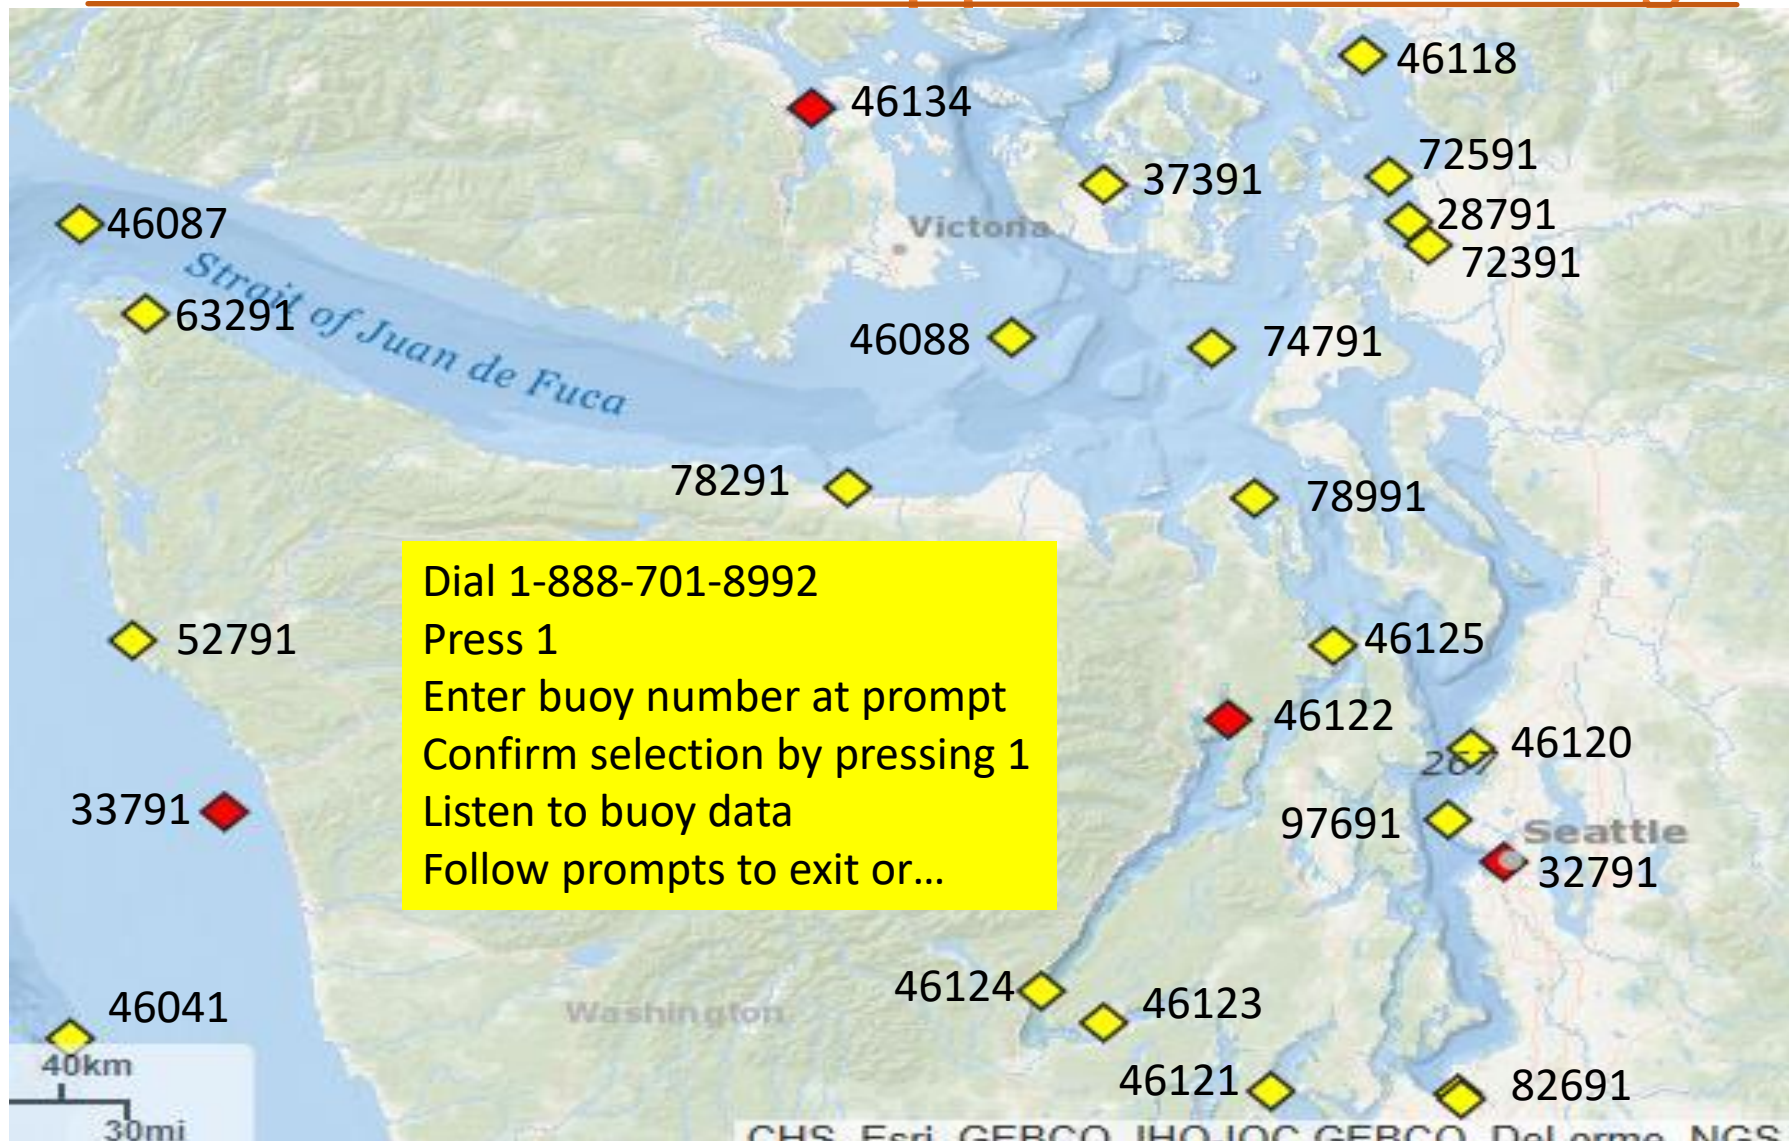 46118
46134
72591
37391
28791
46087
Victoria
72391
Strait of Juan de Fuca
63291
46088
74791
78291
78991
Dial 1-888-701-8992
Press 1
Enter buoy number at prompt
Confirm selection by pressing 1
Listen to buoy data
Follow prompts to exit or...
52791
46125
46122
46120
33791
97691
Seattle
32791
46124
46123
46041
Washington
40km
46121
82691
30mi
CHS, Esri, GEBCO, IHO-IOC GEBCO, DeLorme, NGS